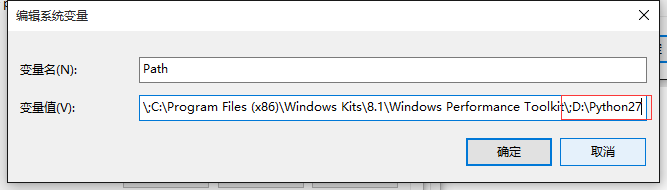 编辑系统变量
变量名(N):
Path
变量值(V):
\;C:\Program Files (x86)\Windows Kits\8.1\Windows Performance Toolkit\;D:\Python27
确定
取消